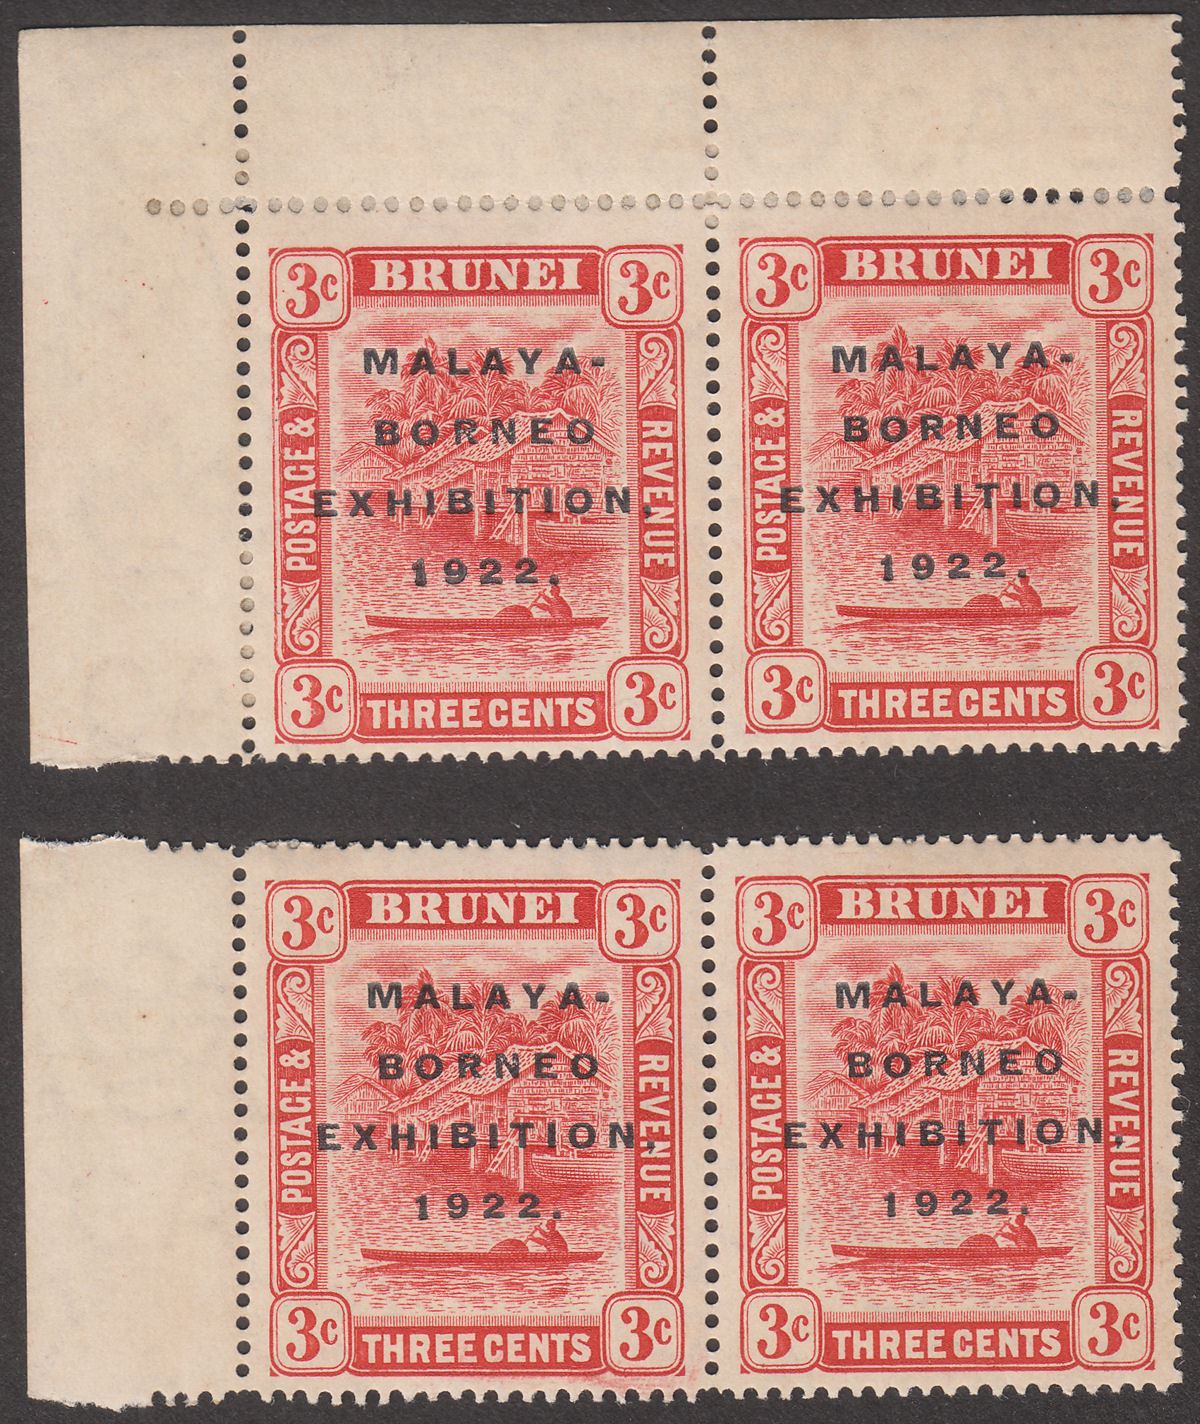 3c BRUNEI 3c
MALAYA-
BORNEO
EXHIBITION,
1922.
POSTAGE &
REVENUE
3c THREE CENTS 3c
3c BRUNEI 3c
MALAYA-
BORNEO
EXHIBITION,
1922.
POSTAGE &
REVENUE
3c THREE CENTS 3c
3c BRUNEI 3c
MALAYA-
BORNEO
EXHIBITION,
1922.
POSTAGE &
REVENUE
3c THREE CENTS 3c
3c BRUNEI 3c
MALAYA-
BORNEO
EXHIBITION,
1922.
POSTAGE &
REVENUE
3c THREE CENTS 3c